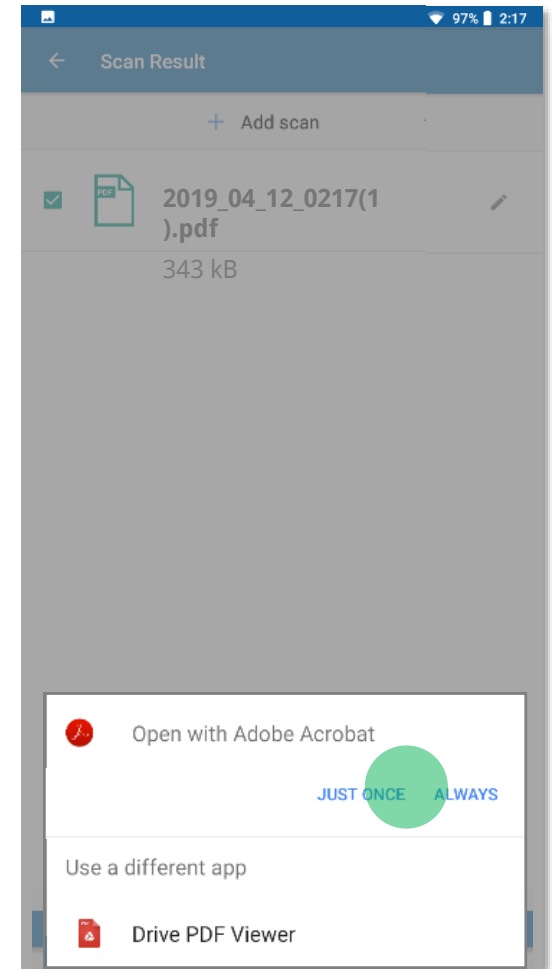 97% 2:17
Scan Result
+ Add scan
PDF
2019_04_12_0217(1
).pdf
343 kB
Open with Adobe Acrobat
JUST ONCE ALWAYS
Use a different app
Drive PDF Viewer